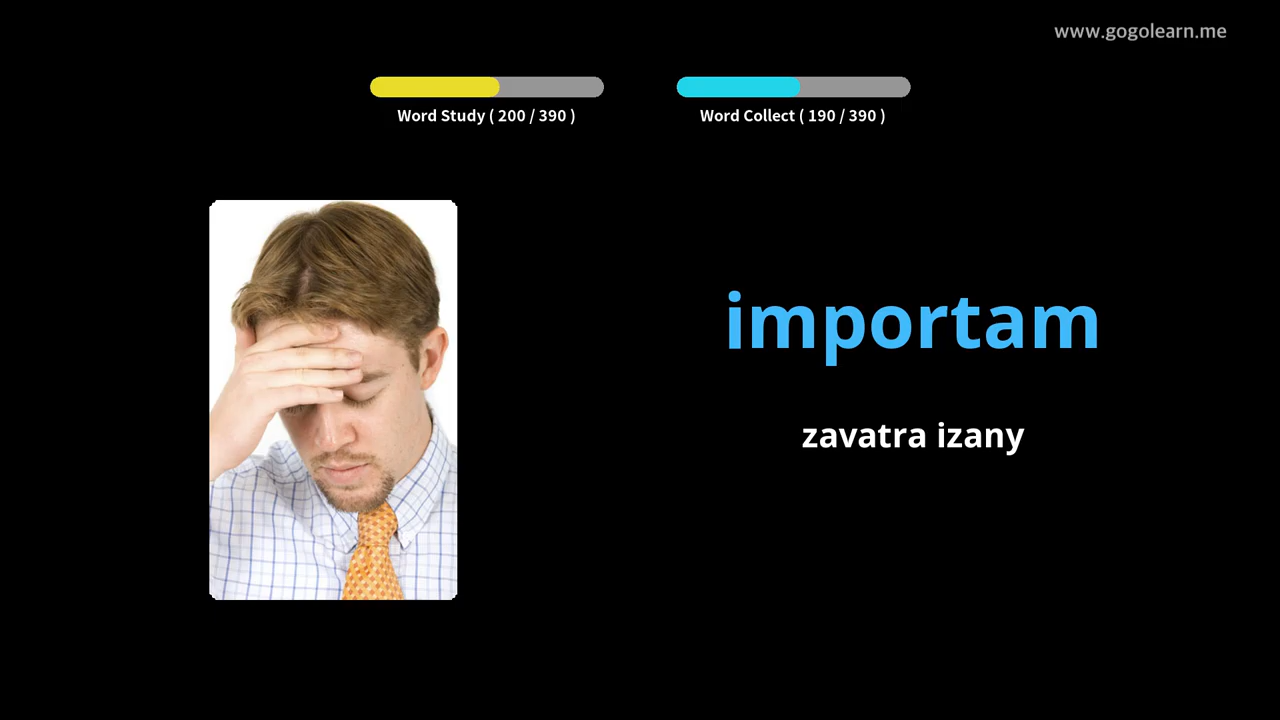 www.gogolearn.me
Word Study ( 200 / 390 )
Word Collect ( 190 / 390 )
importam
zavatra izany